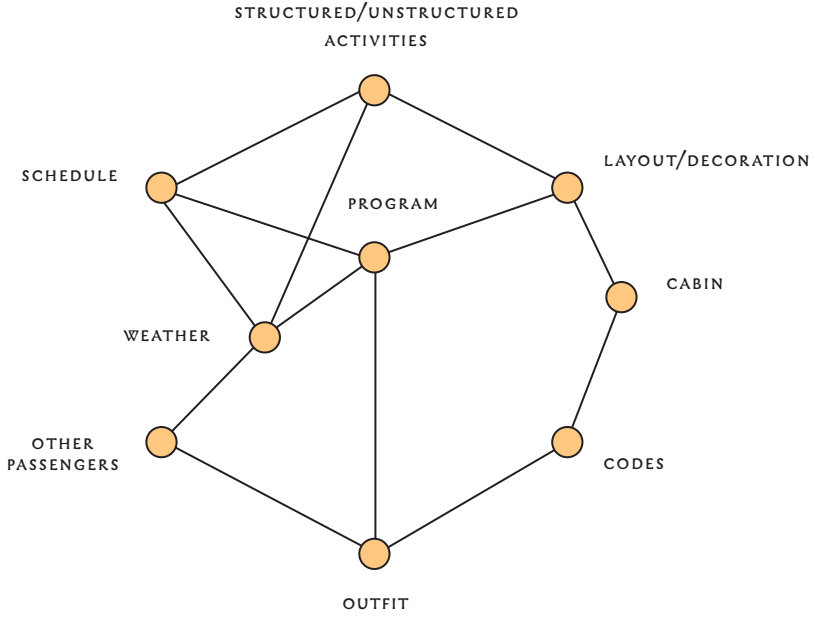 STRUCTURED/UNSTRUCTURED
ACTIVITIES
LAYOUT/DECORATION
SCHEDULE
PROGRAM
CABIN
WEATHER
OTHER
PASSENGERS
CODES
OUTFIT